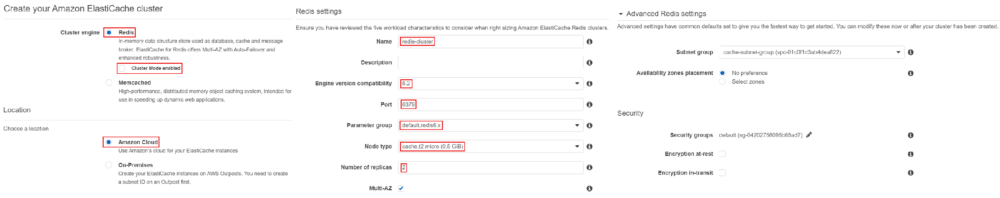 Create your Amazon ElastiCache cluster
Cluster engine
Redis
In-memory data structure store used as database, cache and message
broker. ElastiCache for Redis offers Multi-AZ with Auto-Failover and
enhanced robustness.
Cluster Mode enabled
Memcached
High-performance, distributed memory object caching system, intended for
use in speeding up dynamic web applications.
Location
Choose a location
Amazon Cloud
Use Amazon's cloud for your ElastiCache instances
On-Premises
Create your ElastiCache instances on AWS Outposts. You need to create
a subnet ID on an Outpost first.
Redis settings
Ensure you have reviewed the five workload characteristics to consider when right sizing Amazon ElastiCache Redis clusters.
Name redis-cluster
Description
Engine version compatibility 6.2
Port 6379
Parameter group default.redis6.x
Node type cache.t2.micro (0.5 GiB)
Number of replicas 2
Multi-AZ
Advanced Redis settings
Advanced settings have common defaults set to give you the fastest way to get started. You can modify these now or after your cluster has been created.
Subnet group cache-subnet-group (vpc-01c0f1d3ab4dea822)
Availability zones placement No preference
Select zones
Security
Security groups default (sg-04202758095b85ad7)
Encryption at-rest
Encryption in-transit